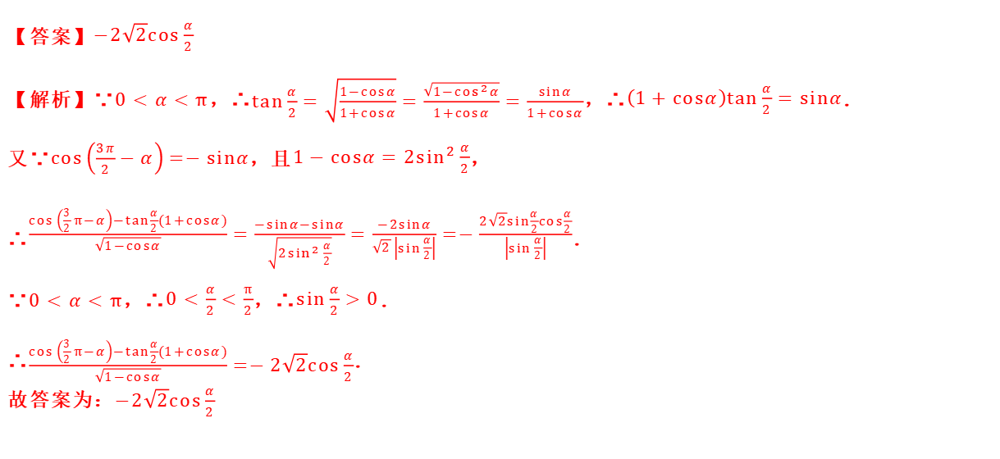 【答案】$-2\sqrt{2}\cos\frac{\alpha}{2}$
【解析】∵$0<\alpha<\pi$，∴$\tan\frac{\alpha}{2}=\sqrt{\frac{1-\cos\alpha}{1+\cos\alpha}}=\frac{\sqrt{1-\cos^2\alpha}}{1+\cos\alpha}=\frac{\sin\alpha}{1+\cos\alpha}$，∴$(1+\cos\alpha)\tan\frac{\alpha}{2}=\sin\alpha$．
又∵$\cos\left(\frac{3\pi}{2}-\alpha\right)=-\sin\alpha$，且$1-\cos\alpha=2\sin^2\frac{\alpha}{2}$，
∴$\frac{\cos\left(\frac{3}{2}\pi-\alpha\right)-\tan\frac{\alpha}{2}(1+\cos\alpha)}{\sqrt{1-\cos\alpha}}=\frac{-\sin\alpha-\sin\alpha}{\sqrt{2\sin^2\frac{\alpha}{2}}}=\frac{-2\sin\alpha}{\sqrt{2}\left|\sin\frac{\alpha}{2}\right|}=-\frac{2\sqrt{2}\sin\frac{\alpha}{2}\cos\frac{\alpha}{2}}{\left|\sin\frac{\alpha}{2}\right|}$．
∵$0<\alpha<\pi$，∴$0<\frac{\alpha}{2}<\frac{\pi}{2}$，∴$\sin\frac{\alpha}{2}>0$．
∴$\frac{\cos\left(\frac{3}{2}\pi-\alpha\right)-\tan\frac{\alpha}{2}(1+\cos\alpha)}{\sqrt{1-\cos\alpha}}=-2\sqrt{2}\cos\frac{\alpha}{2}$．
故答案为：$-2\sqrt{2}\cos\frac{\alpha}{2}$